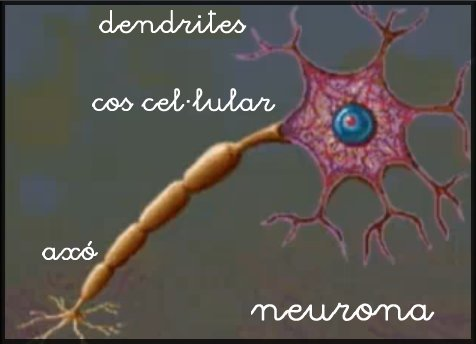 dendrites
cos cel·lular
axó
neurona